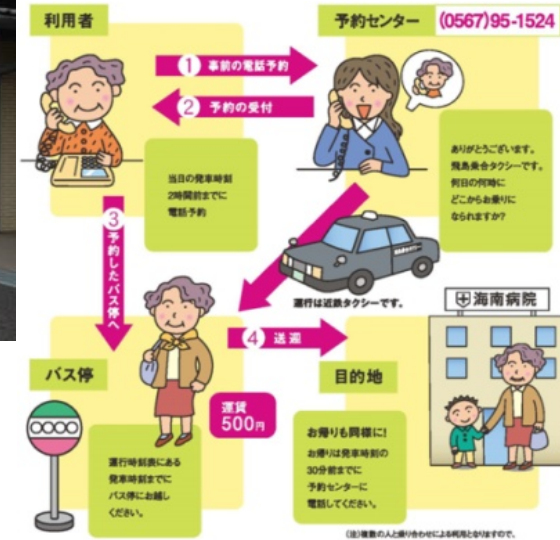 利用者
予約センター
(0567)95-1524
1 事前の電話予約
2 予約の受付
当日の発車時刻
2時間前までに
電話予約
ありがとうございます。
飛島乗合タクシーです。
何日の何時に
どこからお乗りに
なられますか?
3 予約したバス停へ
運行は近鉄タクシーです。
4 送迎
海南病院
バス停
目的地
運賃
500円
運行時刻表にある
発車時刻までに
バス停にお越し
ください。
お帰りも同様に!
お帰りは発車時刻の
30分前までに
予約センターに
電話してください。
(注)複数の人と乗り合わせによる利用となりますので、